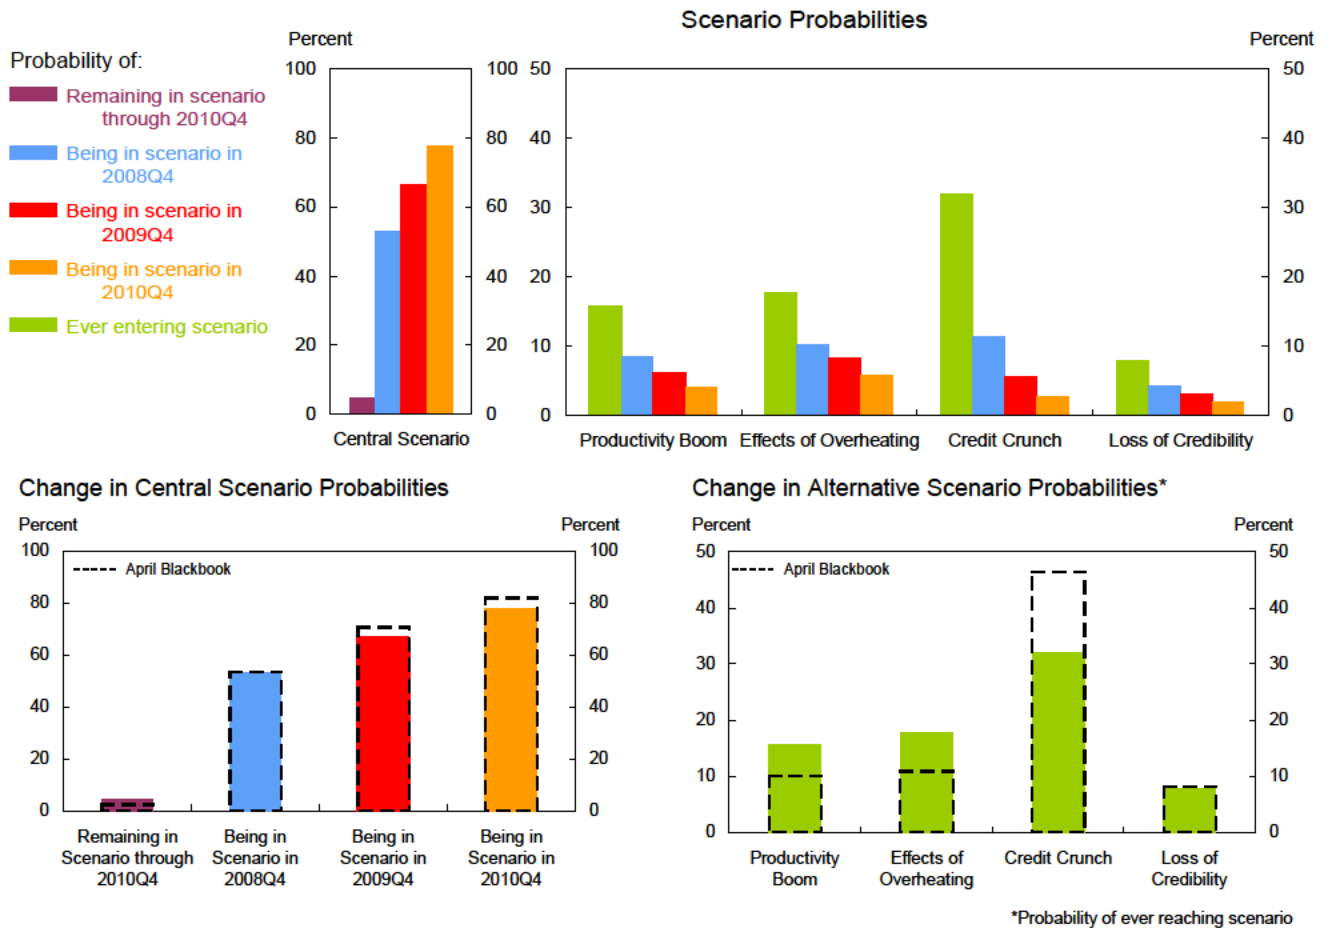 Scenario Probabilities
Percent
Percent
Probability of:
Remaining in scenario
through 2010Q4
Being in scenario in
2008Q4
Being in scenario in
2009Q4
Being in scenario in
2010Q4
Ever entering scenario
100
80
60
40
20
0
100
80
60
40
20
0
Central Scenario
50
40
30
20
10
0
50
40
30
20
10
0
Productivity Boom
Effects of Overheating
Credit Crunch
Loss of Credibility
Change in Central Scenario Probabilities
Percent
Percent
100
80
60
40
20
0
100
80
60
40
20
0
April Blackbook
Remaining in
Scenario through
2010Q4
Being in
Scenario in
2008Q4
Being in
Scenario in
2009Q4
Being in
Scenario in
2010Q4
Change in Alternative Scenario Probabilities*
Percent
Percent
50
40
30
20
10
0
50
40
30
20
10
0
April Blackbook
Productivity
Boom
Effects of
Overheating
Credit Crunch
Loss of
Credibility
*Probability of ever reaching scenario